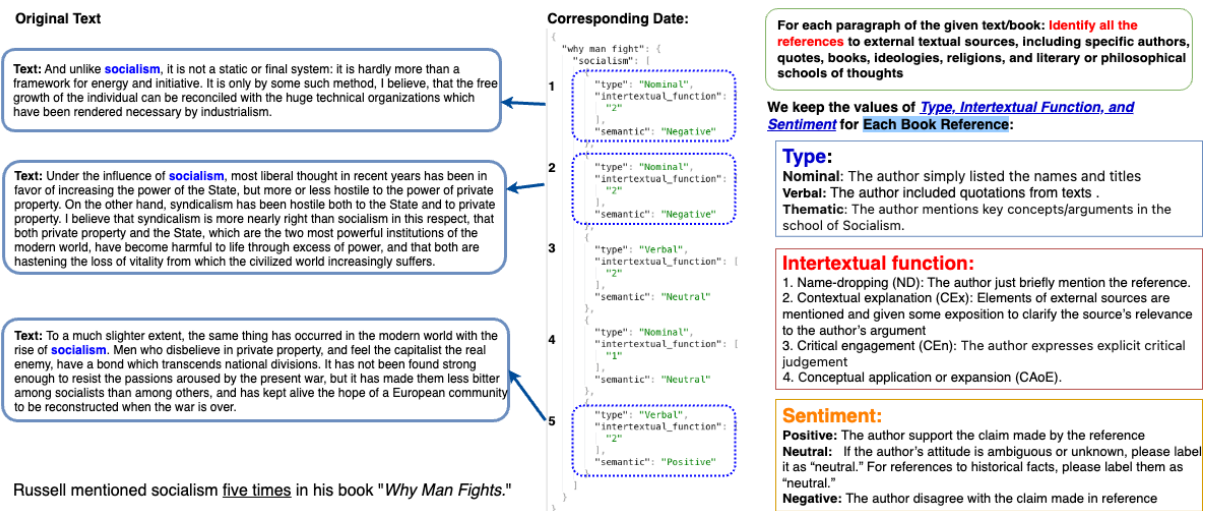 Original Text
Text: And unlike socialism, it is not a static or final system: it is hardly more than a
framework for energy and initiative. It is only by some such method, I believe, that the free
growth of the individual can be reconciled with the huge technical organizations which
have been rendered necessary by industrialism.
Text: Under the influence of socialism, most liberal thought in recent years has been in
favor of increasing the power of the State, but more or less hostile to the power of private
property. On the other hand, syndicalism has been hostile both to the State and to private
property. I believe that syndicalism is more nearly right than socialism in this respect, that
both private property and the State, which are the two most powerful institutions of the
modern world, have become harmful to life through excess of power, and that both are
hastening the loss of vitality from which the civilized world increasingly suffers.
Text: To a much slighter extent, the same thing has occurred in the modern world with the
rise of socialism. Men who disbelieve in private property, and feel the capitalist the real
enemy, have a bond which transcends national divisions. It has not been found strong
enough to resist the passions aroused by the present war, but it has made them less bitter
among socialists than among others, and has kept alive the hope of a European community
to be reconstructed when the war is over.
Russell mentioned socialism five times in his book "Why Man Fights."
Corresponding Date:
{
"why man fight": {
"socialism": [
{
1
"type": "Nominal",
"intertextual_function":
"2"
],
"semantic": "Negative"
},
{
2
"type": "Nominal",
"intertextual_function":
"2"
],
"semantic": "Negative"
},
{
3
"type": "Verbal",
"intertextual_function": [
"2"
],
"semantic": "Neutral"
},
{
4
"type": "Nominal",
"intertextual_function": [
"1"
],
"semantic": "Neutral"
},
{
5
"type": "Verbal",
"intertextual_function":
"2"
],
"semantic": "Positive"
}
]
}
}
For each paragraph of the given text/book: Identify all the
references to external textual sources, including specific authors,
quotes, books, ideologies, religions, and literary or philosophical
schools of thoughts
We keep the values of Type, Intertextual Function, and
Sentiment for Each Book Reference:
Type:
Nominal: The author simply listed the names and titles
Verbal: The author included quotations from texts .
Thematic: The author mentions key concepts/arguments in the
school of Socialism.
Intertextual function:
1. Name-dropping (ND): The author just briefly mention the reference.
2. Contextual explanation (CEx): Elements of external sources are
mentioned and given some exposition to clarify the source's relevance
to the author's argument
3. Critical engagement (CEn): The author expresses explicit critical
judgement
4. Conceptual application or expansion (CAoE).
Sentiment:
Positive: The author support the claim made by the reference
Neutral: If the author's attitude is ambiguous or unknown, please label
it as "neutral." For references to historical facts, please label them as
"neutral."
Negative: The author disagree with the claim made in reference